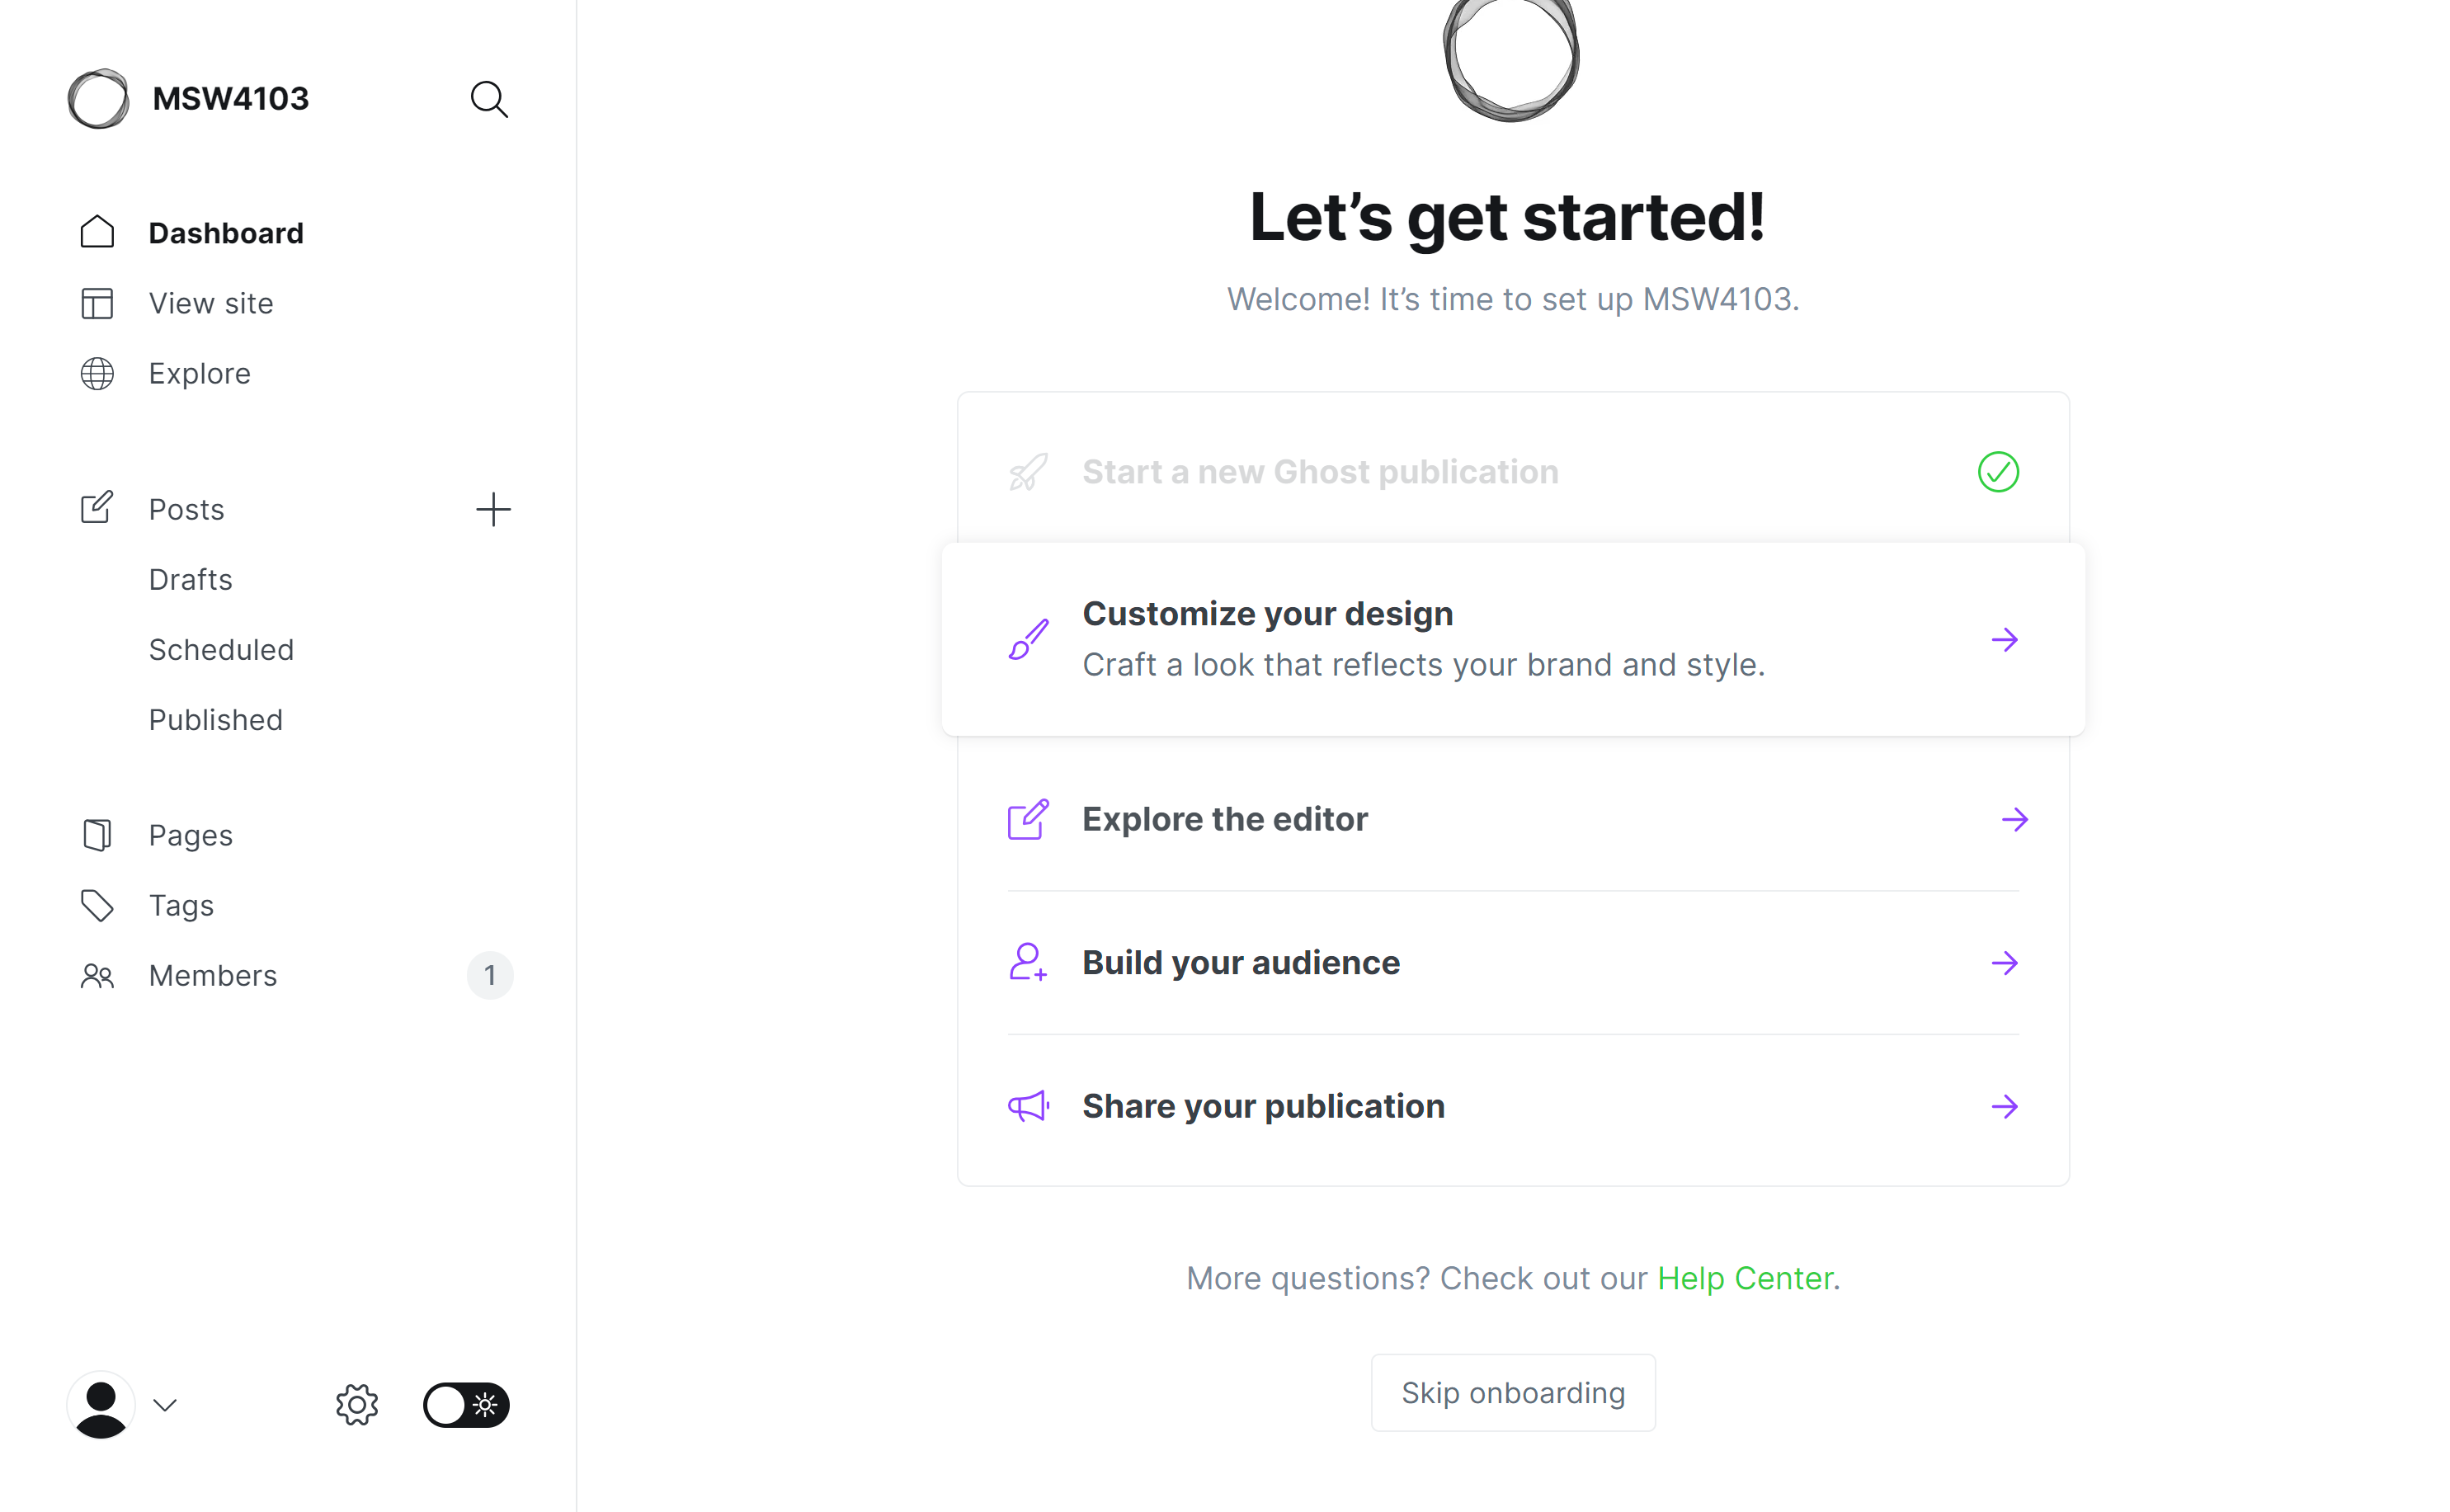 MSW4103
Dashboard
View site
Explore
Posts
Drafts
Scheduled
Published
Pages
Tags
Members
1
Let’s get started!
Welcome! It’s time to set up MSW4103.
Start a new Ghost publication
Customize your design
Craft a look that reflects your brand and style.
Explore the editor
Build your audience
Share your publication
More questions? Check out our Help Center.
Skip onboarding